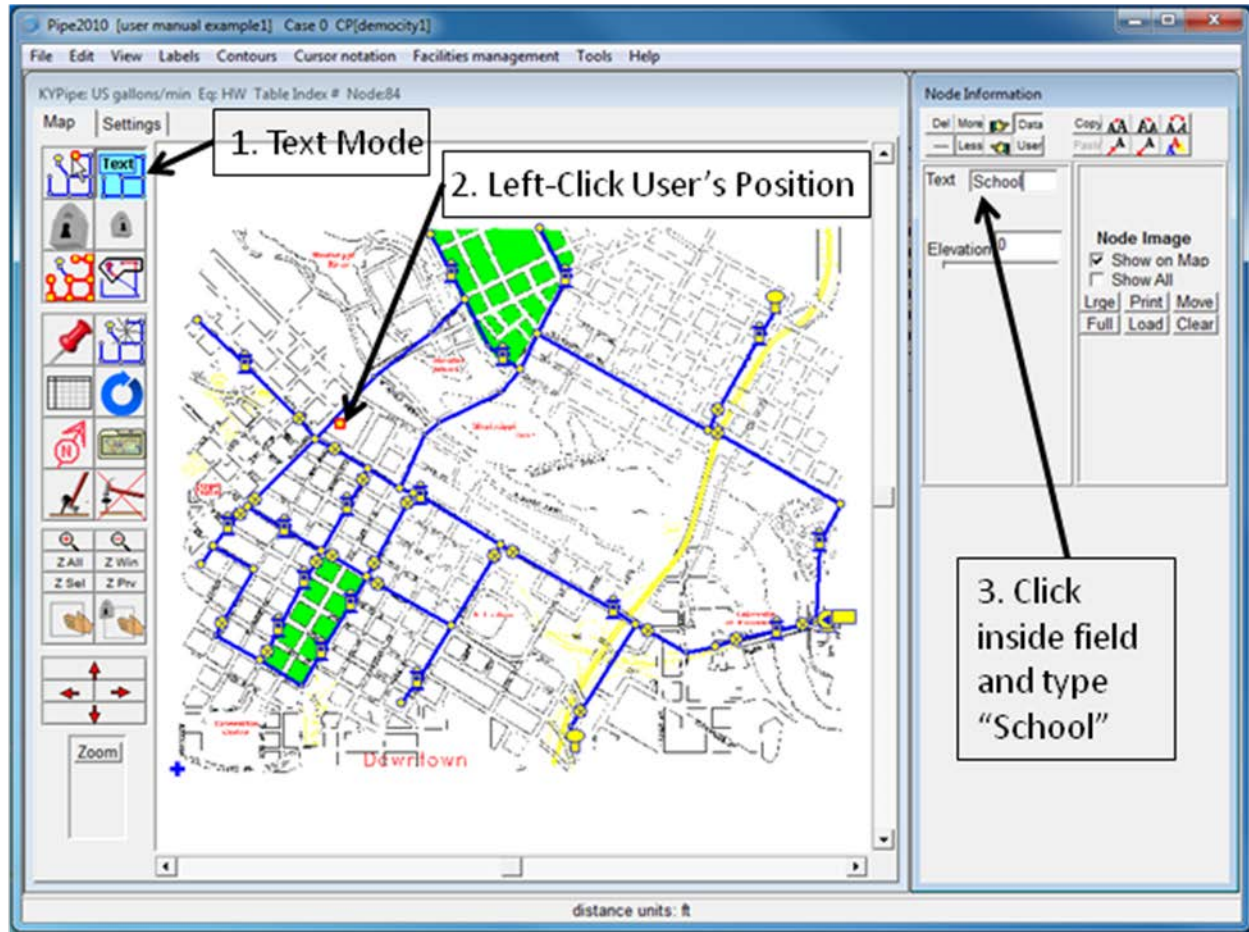 Pipe2010 [user manual example1] Case 0 CP[democity1]
File Edit View Labels Contours Cursor notation Facilities management Tools Help
KYPipe: US gallons/min Eq: HW Table Index # Node:84
Map Settings
1. Text Mode
2. Left-Click User's Position
Text
N
Z All Z Win
Z Sel Z Prv
Zoom
Downtown
Node Information
Del More Data Copy
Less User Paste
Text School
Elevation 0
Node Image
Show on Map
Show All
Lrge Print Move
Full Load Clear
3. Click
inside field
and type
“School”
distance units: ft